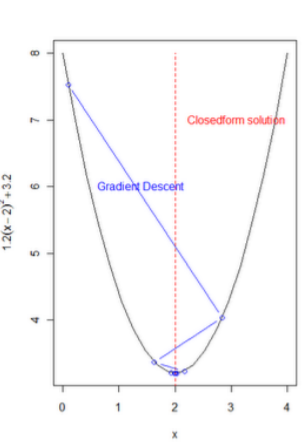 8
7
6
5
4
1.2(x − 2)² + 3.2
Closedform solution
Gradient Descent
0 1 2 3 4
x